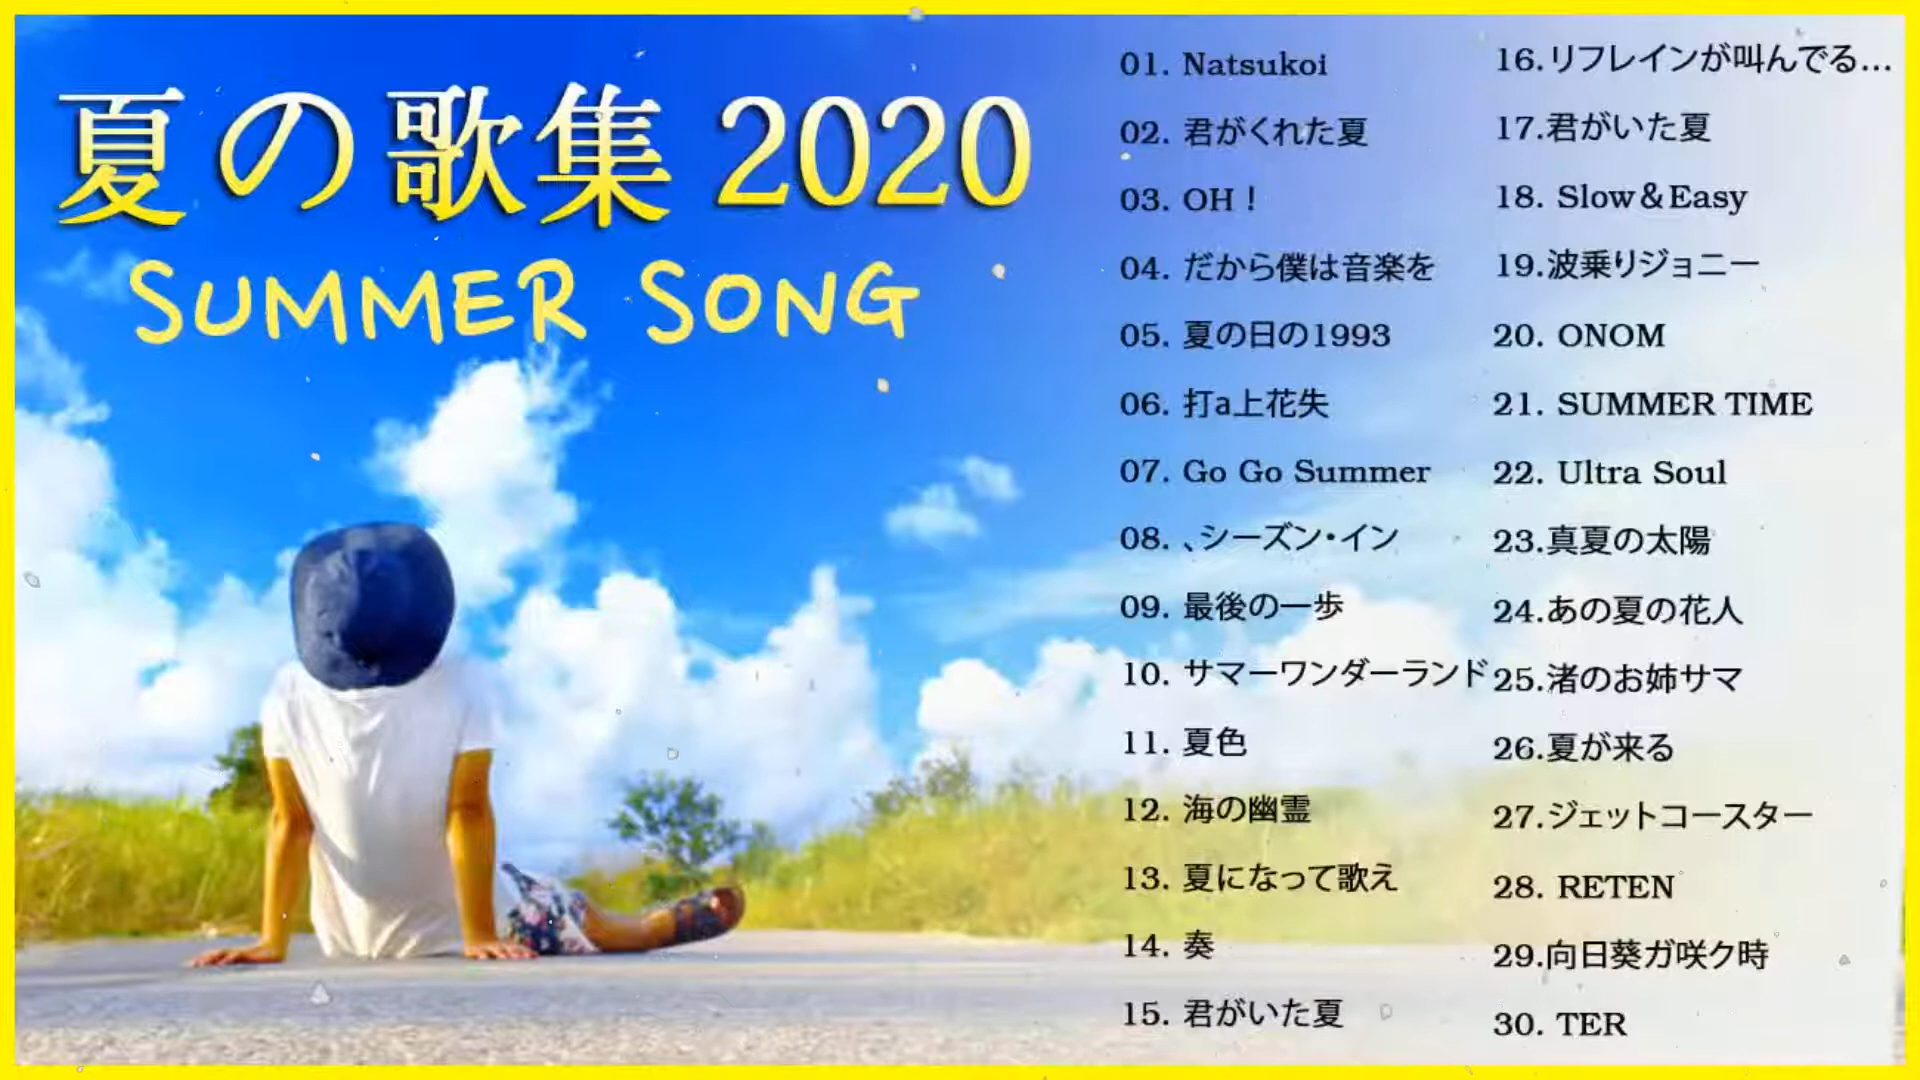 夏の歌集 2020
SUMMER SONG
01. Natsukoi
02. 君がくれた夏
03. OH！
04. だから僕は音楽を
05. 夏の日の1993
06. 打a上花失
07. Go Go Summer
08. 、シーズン・イン
09. 最後の一歩
10. サマーワンダーランド
11. 夏色
12. 海の幽霊
13. 夏になって歌え
14. 奏
15. 君がいた夏
16.リフレインが叫んでる...
17.君がいた夏
18. Slow＆Easy
19.波乗りジョニー
20. ONOM
21. SUMMER TIME
22. Ultra Soul
23.真夏の太陽
24.あの夏の花人
25.渚のお姉サマ
26.夏が来る
27.ジェットコースター
28. RETEN
29.向日葵ガ咲ク時
30. TER